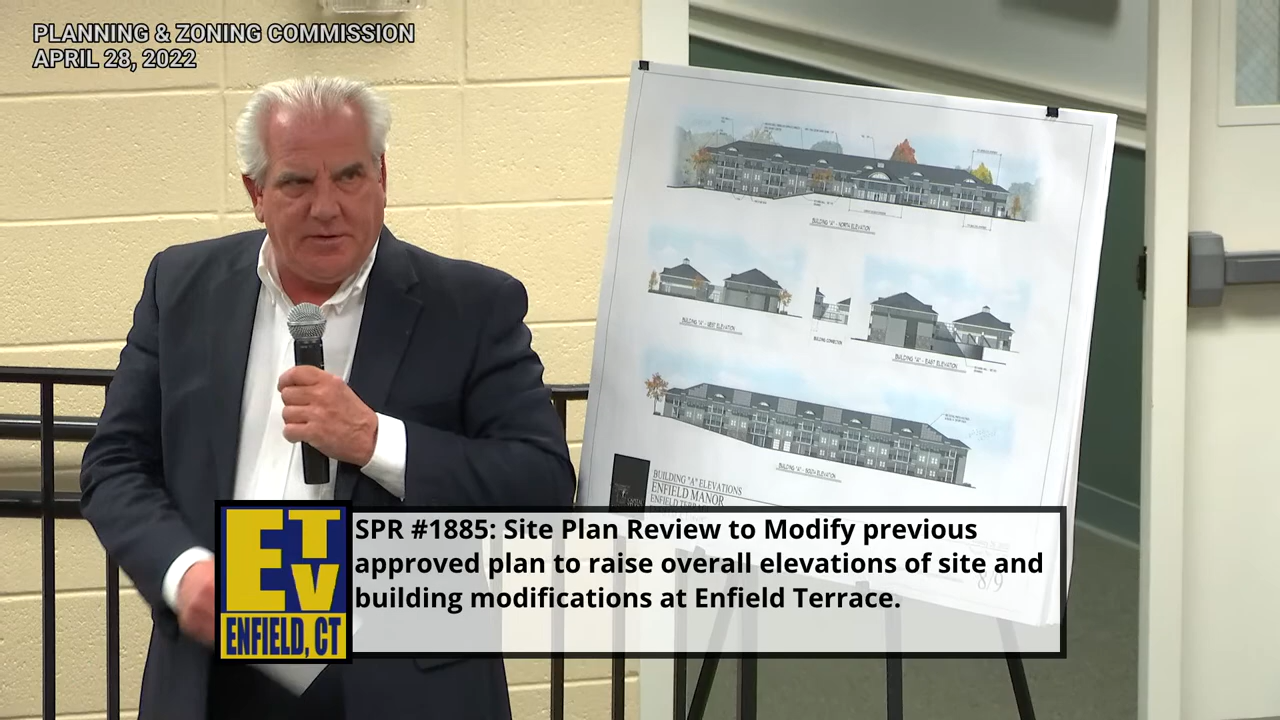 PLANNING & ZONING COMMISSION
APRIL 28, 2022
BUILDING "A" - NORTH ELEVATION
BUILDING "A" - WEST ELEVATION
BUILDING CONNECTION
BUILDING "A" - EAST ELEVATION
BUILDING "A" - SOUTH ELEVATION
BUILDING "A" ELEVATIONS
ENFIELD MANOR
8/9
ETV
ENFIELD, CT
SPR #1885: Site Plan Review to Modify previous
approved plan to raise overall elevations of site and
building modifications at Enfield Terrace.